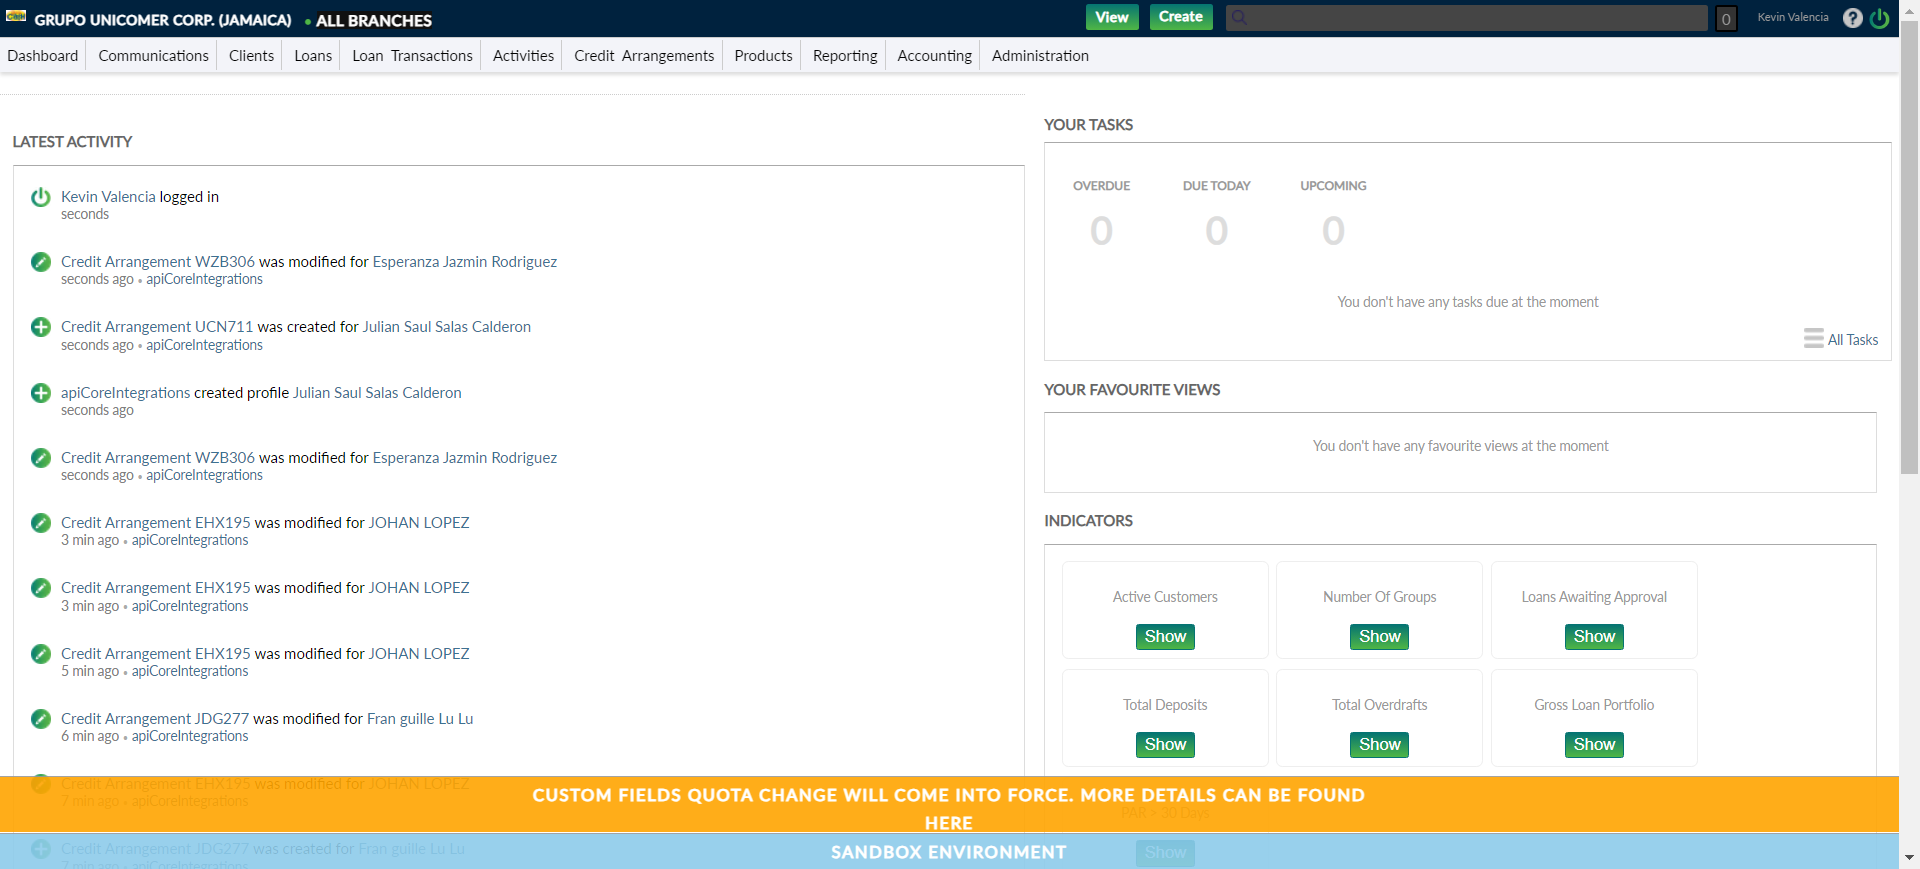 GRUPO UNICOMER CORP. (JAMAICA) • ALL BRANCHES
View Create 0 Kevin Valencia ?
Dashboard Communications Clients Loans Loan Transactions Activities Credit Arrangements Products Reporting Accounting Administration
LATEST ACTIVITY
Kevin Valencia logged in
seconds
Credit Arrangement WZB306 was modified for Esperanza Jazmin Rodriguez
seconds ago • apiCoreIntegrations
Credit Arrangement UCN711 was created for Julian Saul Salas Calderon
seconds ago • apiCoreIntegrations
apiCoreIntegrations created profile Julian Saul Salas Calderon
seconds ago
Credit Arrangement WZB306 was modified for Esperanza Jazmin Rodriguez
seconds ago • apiCoreIntegrations
Credit Arrangement EHX195 was modified for JOHAN LOPEZ
3 min ago • apiCoreIntegrations
Credit Arrangement EHX195 was modified for JOHAN LOPEZ
3 min ago • apiCoreIntegrations
Credit Arrangement EHX195 was modified for JOHAN LOPEZ
5 min ago • apiCoreIntegrations
Credit Arrangement JDG277 was modified for Fran guille Lu Lu
6 min ago • apiCoreIntegrations
Credit Arrangement EHX195 was modified for JOHAN LOPEZ
7 min ago • apiCoreIntegrations
Credit Arrangement JDG277 was created for Fran guille Lu Lu
7 min ago • apiCoreIntegrations
YOUR TASKS
OVERDUE DUE TODAY UPCOMING
0 0 0
You don't have any tasks due at the moment
All Tasks
YOUR FAVOURITE VIEWS
You don't have any favourite views at the moment
INDICATORS
Active Customers Number Of Groups Loans Awaiting Approval
Show Show Show
Total Deposits Total Overdrafts Gross Loan Portfolio
Show Show Show
PAR > 30 Days
Show
CUSTOM FIELDS QUOTA CHANGE WILL COME INTO FORCE. MORE DETAILS CAN BE FOUND
HERE
SANDBOX ENVIRONMENT